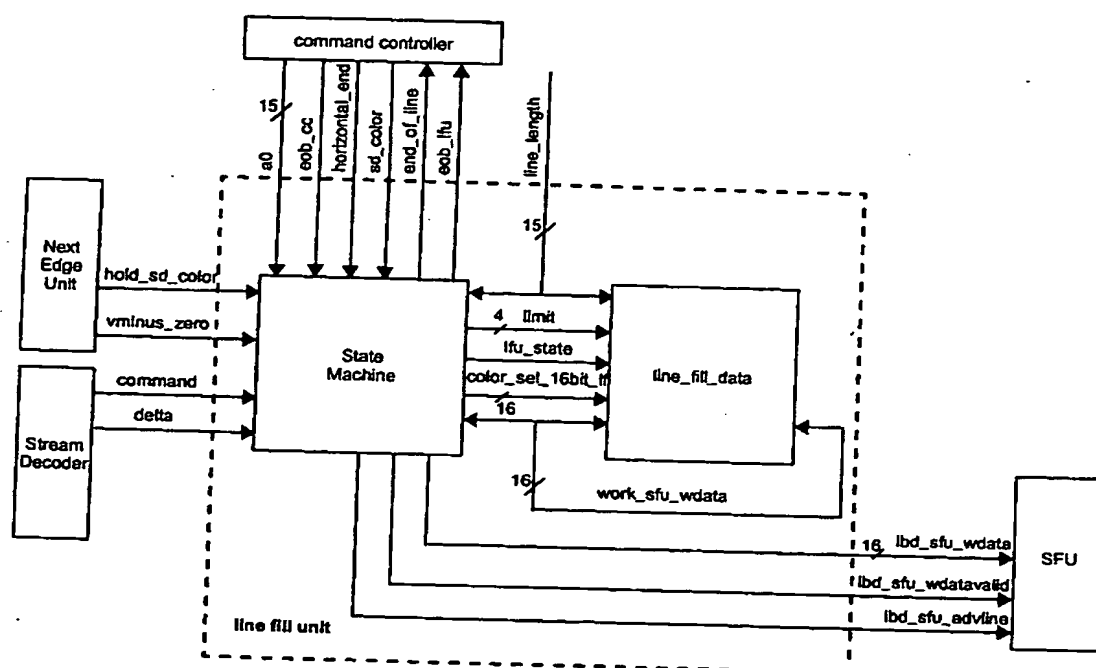 command controller
15
a0
eob_cc
horizontal_end
sd_color
end_of_line
eob_lfu
line_length
15
Next
Edge
Unit
hold_sd_color
vminus_zero
Stream
Decoder
command
delta
State
Machine
4
limit
lfu_state
color_sel_16bit_lf
16
line_fill_data
16
work_sfu_wdata
16
lbd_sfu_wdata
lbd_sfu_wdatavalid
lbd_sfu_advline
SFU
line fill unit